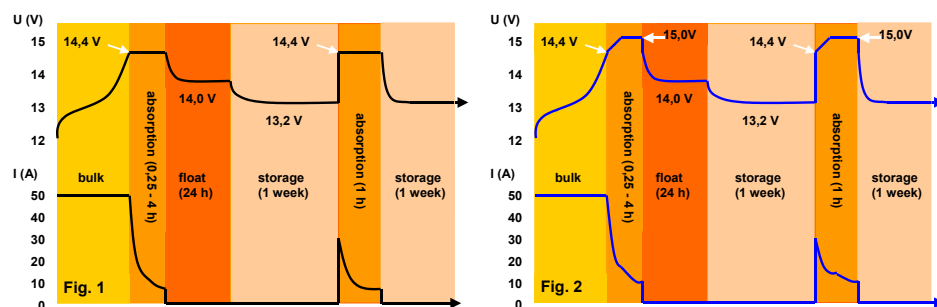 U (V)
15
14
13
12
I (A)
50
40
30
20
10
0
14,4 V
14,0 V
13,2 V
14,4 V
bulk
absorption (0,25 - 4 h)
float
(24 h)
storage
(1 week)
absorption (1 h)
storage
(1 week)
Fig. 1
U (V)
15
14
13
12
I (A)
50
40
30
20
10
0
14,4 V
15,0V
14,0 V
13,2 V
14,4 V
15,0V
bulk
absorption (0,25 - 4 h)
float
(24 h)
storage
(1 week)
absorption (1 h)
storage
(1 week)
Fig. 2